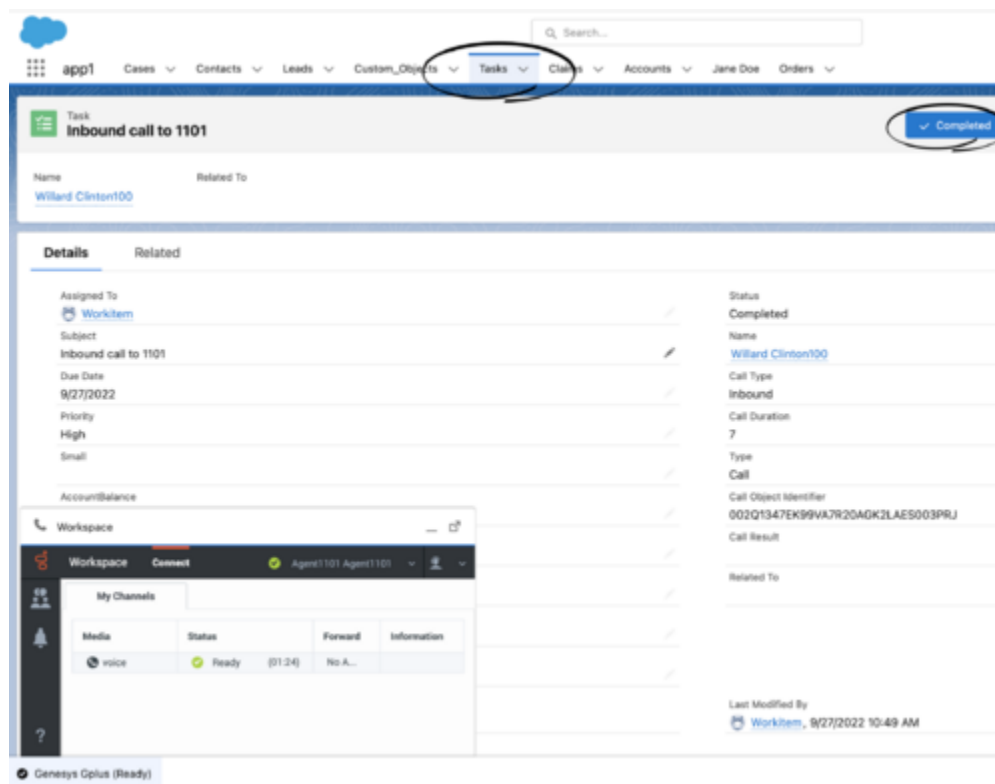 Search...
app1 Cases Contacts Leads Custom_Objects Tasks Claims Accounts Jane Doe Orders
Task
Inbound call to 1101
Completed
Name Related To
Willard Clinton100
Details Related
Assigned To
Workitem
Subject
Inbound call to 1101
Due Date
9/27/2022
Priority
High
Small
AccountBalance
Status
Completed
Name
Willard Clinton100
Call Type
Inbound
Call Duration
7
Type
Call
Call Object Identifier
002Q1347EK99VA7R20AGK2LAES003PRJ
Call Result
Related To
Last Modified By
Workitem, 9/27/2022 10:49 AM
Workspace
Workspace Connect Agent1101 Agent1101
My Channels
Media Status Forward Information
voice Ready (01:24) No A...
?
Genesys Gplus (Ready)